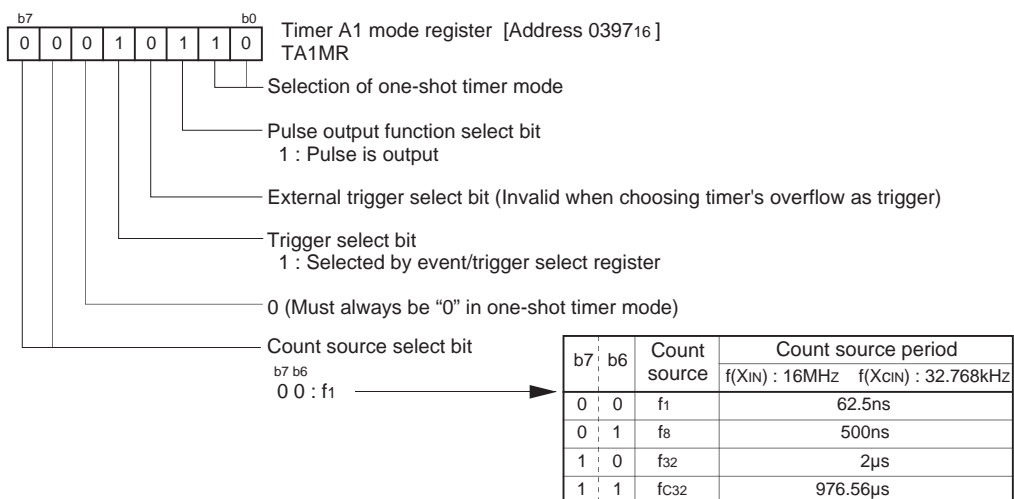 b7 b0
0 0 0 1 0 1 1 0
Timer A1 mode register [Address 039716 ]
TA1MR
Selection of one-shot timer mode
Pulse output function select bit
1 : Pulse is output
External trigger select bit (Invalid when choosing timer's overflow as trigger)
Trigger select bit
1 : Selected by event/trigger select register
0 (Must always be “0” in one-shot timer mode)
Count source select bit
b7 b6
0 0 : f1
b7 b6 Count source Count source period
f(XIN) : 16MHz f(XCIN) : 32.768kHz
0 0 f1 62.5ns
0 1 f8 500ns
1 0 f32 2µs
1 1 fC32 976.56µs